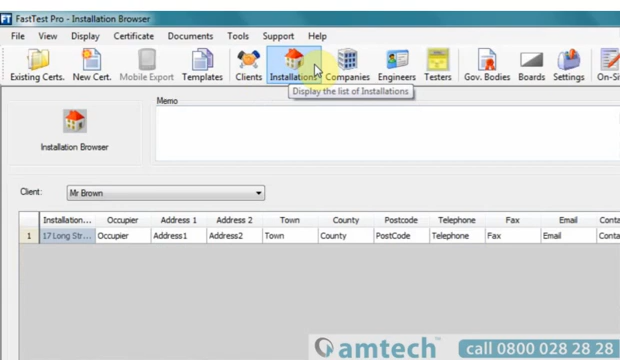 FT FastTest Pro - Installation Browser
File View Display Certificate Documents Tools Support Help
Existing Certs. New Cert. Mobile Export Templates Clients Installations Companies Engineers Testers Gov. Bodies Boards Settings On-Si
Display the list of Installations
Memo
Installation Browser
Client: Mr Brown
Installation... Occupier Address 1 Address 2 Town County Postcode Telephone Fax Email Conta
1 17 Long Str... Occupier Address1 Address2 Town County PostCode Telephone Fax Email Conta
amtech™ call 0800 028 28 28